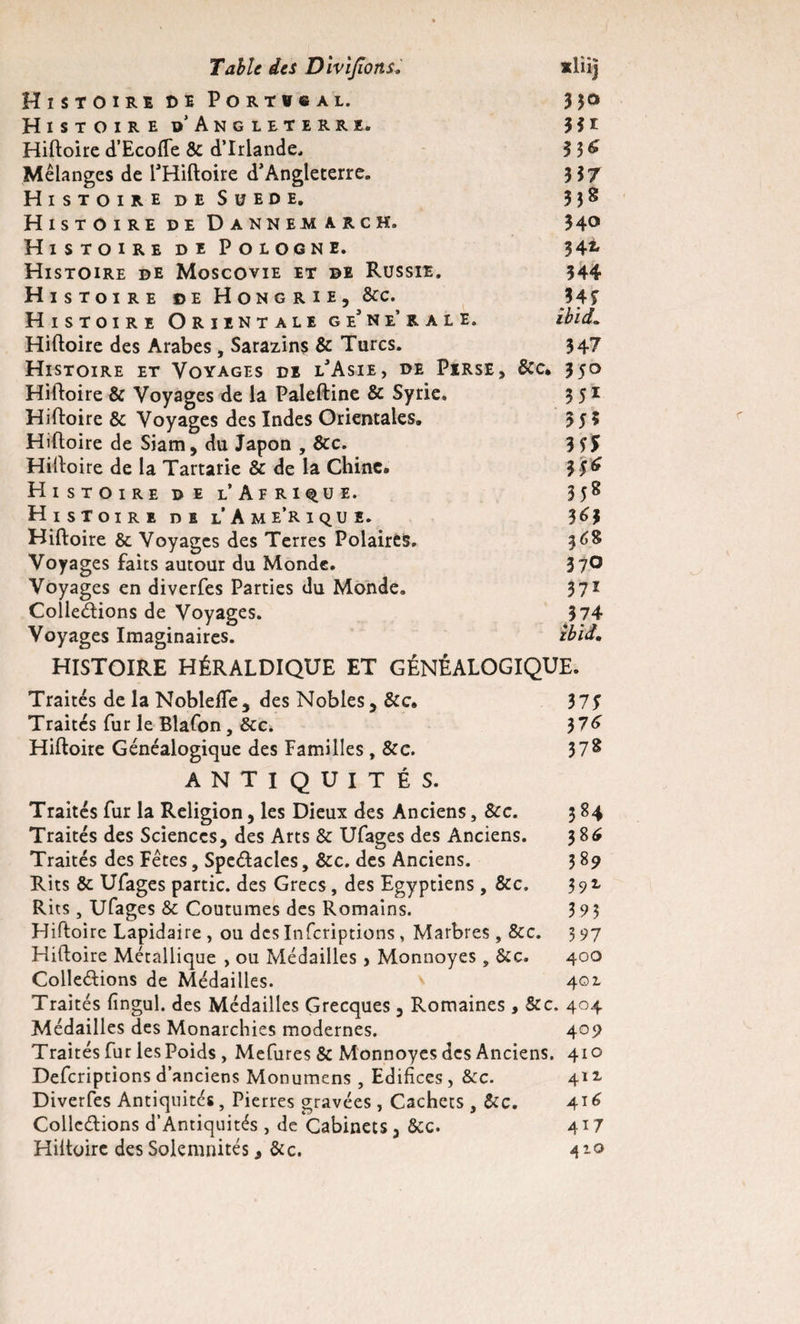 Table des Divisions. xliij
HISTOIRE DE PORTUGAL. 330
HISTOIRE D'ANGLETERRE. 331
Hiſtoire d'Ecoſſe & d'Irlande. 336
Mêlanges de l'Hiſtoire d'Angleterre. 337
HISTOIRE DE SUEDE. 338
HISTOIRE DE DANNEMARCH. 340
HISTOIRE DE POLOGNE. 342
HISTOIRE DE MOSCOVIE ET DE RUSSIE. 344
HISTOIRE DE HONGRIE, &c. 345
HISTOIRE ORIENTALE GE'NE'RALE. ibid.
Hiſtoire des Arabes, Sarazins & Turcs. 347
HISTOIRE ET VOYAGES DE L'ASIE, DE PERSE, &c. 350
Hiſtoire & Voyages de la Paleſtine & Syrie. 351
Hiſtoire & Voyages des Indes Orientales. 353
Hiſtoire de Siam, du Japon, &c. 355
Hiſtoire de la Tartarie & de la Chine. 356
HISTOIRE DE L'AFRIQUE. 358
HISTOIRE DE L'AME'RIQUE. 363
Hiſtoire & Voyages des Terres Polaires. 368
Voyages faits autour du Monde. 370
Voyages en diverſes Parties du Monde. 371
Collections de Voyages. 374
Voyages Imaginaires. ibid.
HISTOIRE HÉRALDIQUE ET GÉNÉALOGIQUE.
Traités de la Nobleſſe, des Nobles, &c. 375
Traités ſur le Blaſon, &c. 376
Hiſtoire Généalogique des Familles, &c. 378
ANTIQUITÉS.
Traités ſur la Religion, les Dieux des Anciens, &c. 384
Traités des Sciences, des Arts & Uſages des Anciens. 386
Traités des Fêtes, Spectacles, &c. des Anciens. 389
Rits & Uſages partic. des Grecs, des Egyptiens, &c. 392
Rits, Uſages & Coutumes des Romains. 393
Hiſtoire Lapidaire, ou des Inſcriptions, Marbres, &c. 397
Hiſtoire Métallique, ou Médailles, Monnoyes, &c. 400
Collections de Médailles. 402
Traités ſingul. des Médailles Grecques, Romaines, &c. 404
Médailles des Monarchies modernes. 409
Traités ſur les Poids, Meſures & Monnoyes des Anciens. 410
Deſcriptions d'anciens Monumens, Edifices, &c. 412
Diverſes Antiquités, Pierres gravées, Cachets, &c. 416
Collections d'Antiquités, de Cabinets, &c. 417
Hiſtoire des Solemnités, &c. 420